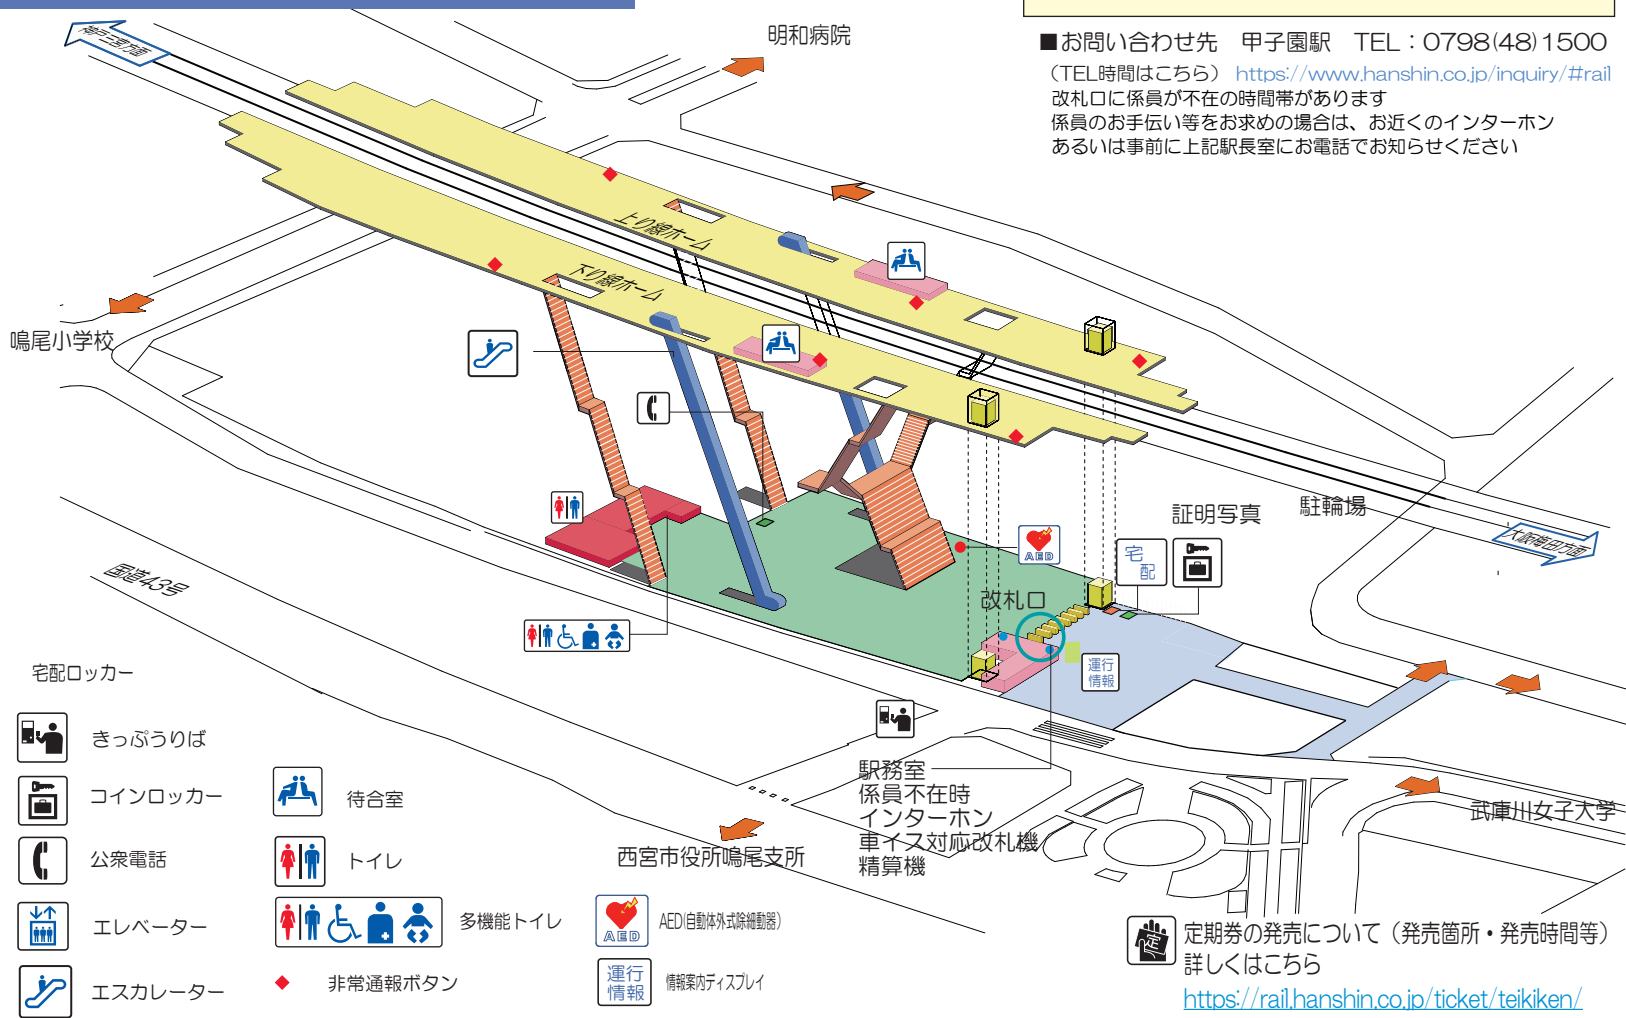 神戸三宮方面
明和病院
■お問い合わせ先　甲子園駅　TEL：0798(48)1500
（TEL時間はこちら） https://www.hanshin.co.jp/inquiry/#rail
改札口に係員が不在の時間帯があります
係員のお手伝い等をお求めの場合は、お近くのインターホン
あるいは事前に上記駅長室にお電話でお知らせください
上り線ホーム
下り線ホーム
鳴尾小学校
証明写真
駐輪場
大阪梅田方面
AED
宅
配
改札口
国道43号
運行
情報
宅配ロッカー
きっぷうりば
コインロッカー
公衆電話
エレベーター
エスカレーター
待合室
トイレ
多機能トイレ
非常通報ボタン
駅務室
係員不在時
インターホン
車イス対応改札機
精算機
武庫川女子大学
西宮市役所鳴尾支所
AED
AED(自動体外式除細動器)
運行
情報
情報案内ディスプレイ
定
定期券の発売について（発売箇所・発売時間等）
詳しくはこちら
https://rail.hanshin.co.jp/ticket/teikiken/